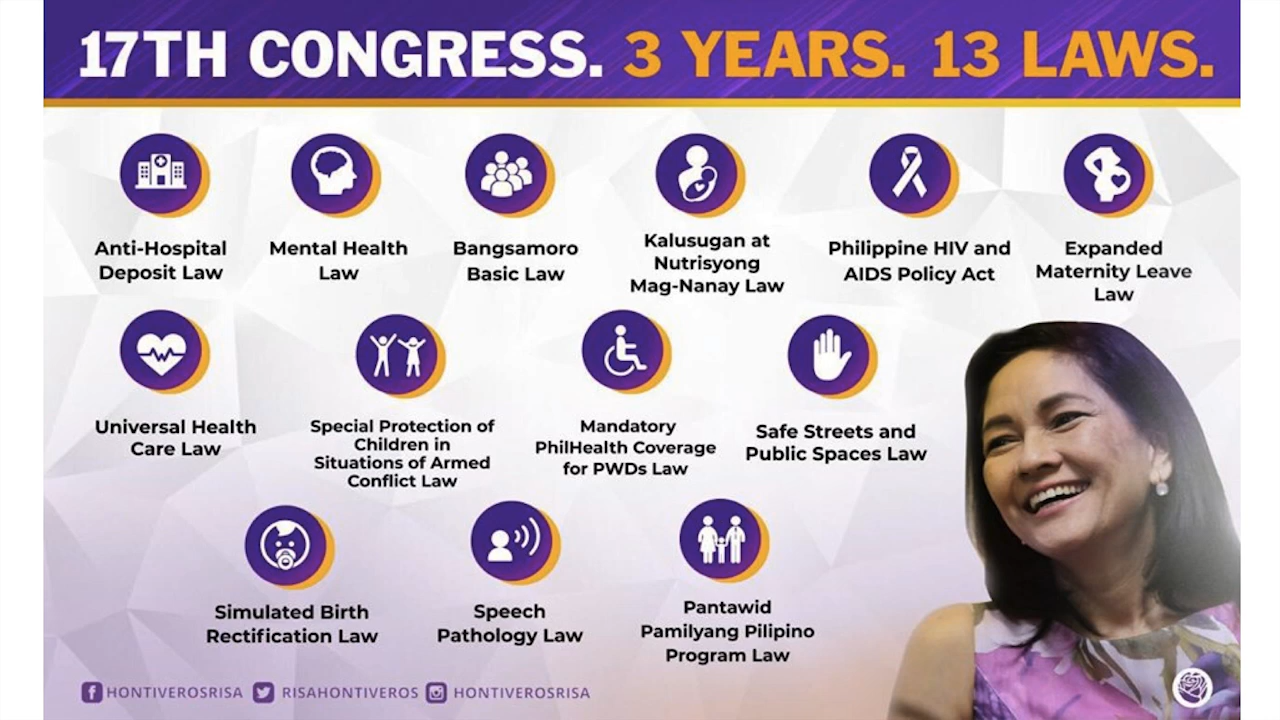 17TH CONGRESS. 3 YEARS. 13 LAWS.
Anti-Hospital
Deposit Law
Mental Health
Law
Bangsamoro
Basic Law
Kalusugan at
Nutrisyong
Mag-Nanay Law
Philippine HIV and
AIDS Policy Act
Expanded
Maternity Leave
Law
Universal Health
Care Law
Special Protection of
Children in
Situations of Armed
Conflict Law
Mandatory
PhilHealth Coverage
for PWDs Law
Safe Streets and
Public Spaces Law
Simulated Birth
Rectification Law
Speech
Pathology Law
Pantawid
Pamilyang Pilipino
Program Law
HONTIVEROSRISA RISAHONTIVEROS HONTIVEROSRISA